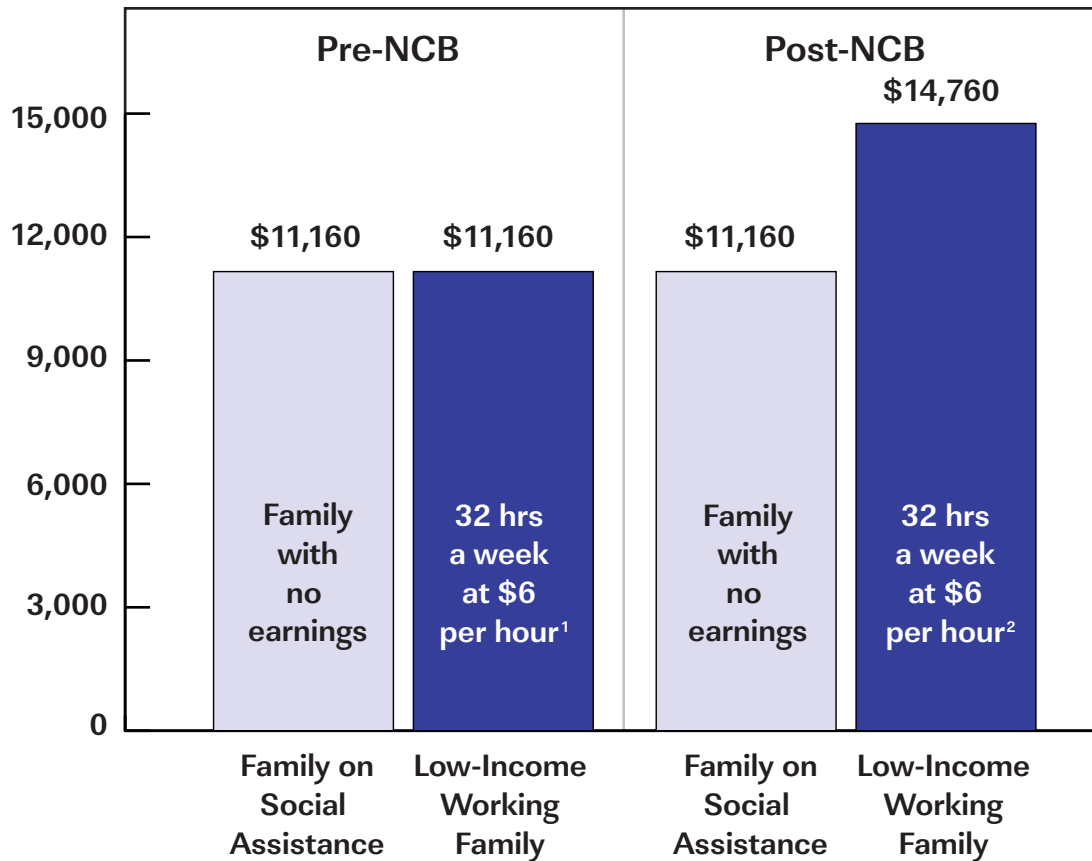 Pre-NCB
Post-NCB
$14,760
15,000
12,000
$11,160
$11,160
$11,160
9,000
6,000
3,000
0
Family
with
no
earnings
32 hrs
a week
at $6
per hour¹
Family
with
no
earnings
32 hrs
a week
at $6
per hour²
Family on
Social
Assistance
Low-Income
Working
Family
Family on
Social
Assistance
Low-Income
Working
Family